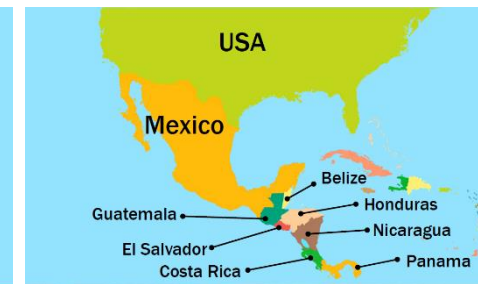 USA
Mexico
Belize
Guatemala
Honduras
Nicaragua
El Salvador
Costa Rica
Panama